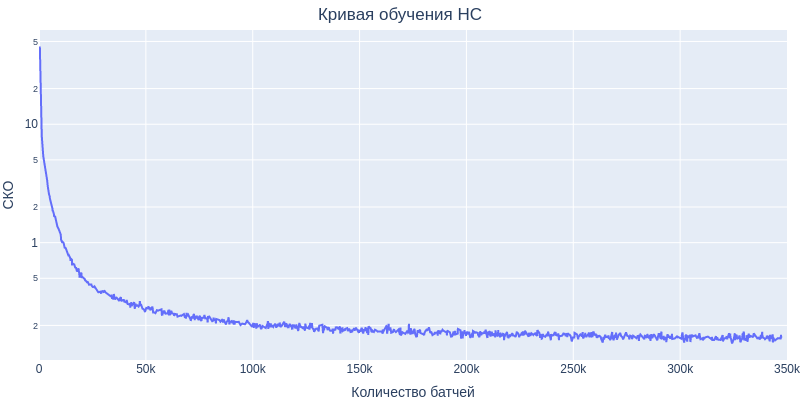 Кривая обучения НС
5
2
10
5
2
1
5
2
СКО
0
50k
100k
150k
200k
250k
300k
350k
Количество батчей